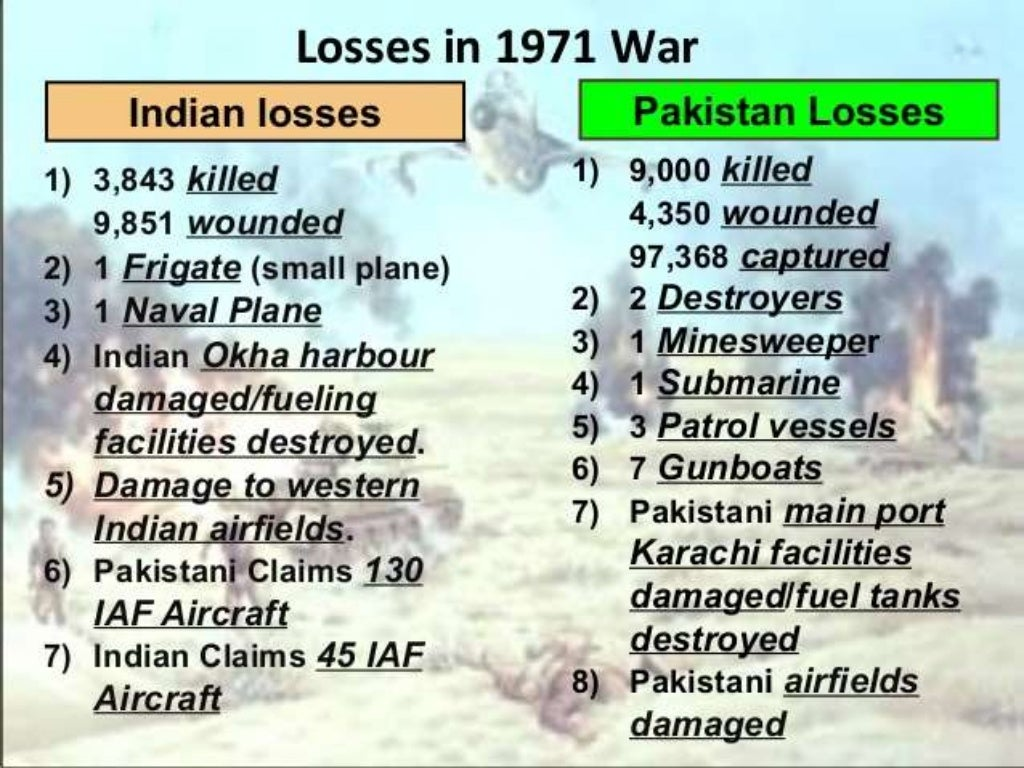 Losses in 1971 War
Indian losses
1) 3,843 killed
9,851 wounded
2) 1 Frigate (small plane)
3) 1 Naval Plane
4) Indian Okha harbour
damaged/fueling
facilities destroyed.
5) Damage to western
Indian airfields.
6) Pakistani Claims 130
IAF Aircraft
7) Indian Claims 45 IAF
Aircraft
Pakistan Losses
1) 9,000 killed
4,350 wounded
97,368 captured
2) 2 Destroyers
3) 1 Minesweeper
4) 1 Submarine
5) 3 Patrol vessels
6) 7 Gunboats
7) Pakistani main port
Karachi facilities
damaged/fuel tanks
destroyed
8) Pakistani airfields
damaged